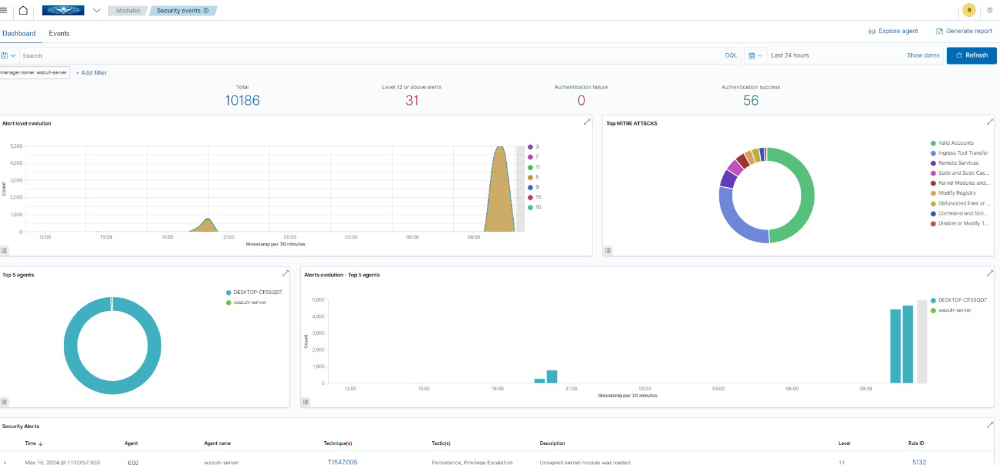 Modules
Security events
a
Dashboard
Events
Explore agent
Generate report
Search
DQL
Last 24 hours
Show dates
Refresh
manager.name: wazuh-server
+ Add filter
Total
10186
Level 12 or above alerts
31
Authentication failure
0
Authentication success
56
Alert level evolution
Count
5,000
4,000
3,000
2,000
1,000
0
12:00
15:00
18:00
21:00
00:00
03:00
06:00
09:00
timestamp per 30 minutes
3
7
11
5
9
15
10
Top MITRE ATT&CKS
Valid Accounts
Ingress Tool Transfer
Remote Services
Sudo and Sudo Cac...
Kernel Modules and...
Modify Registry
Obfuscated Files or ...
Command and Scri...
Disable or Modify T...
Top 5 agents
DESKTOP-CF58QD7
wazuh-server
Alerts evolution - Top 5 agents
Count
5,000
4,000
3,000
2,000
1,000
0
12:00
15:00
18:00
21:00
00:00
03:00
06:00
09:00
timestamp per 30 minutes
DESKTOP-CF58QD7
wazuh-server
Security Alerts
Time
Agent
Agent name
Technique(s)
Tactic(s)
Description
Level
Rule ID
May 16, 2024 @ 11:03:57.859
000
wazuh-server
T1547.006
Persistence, Privilege Escalation
Unsigned kernel module was loaded
11
5132